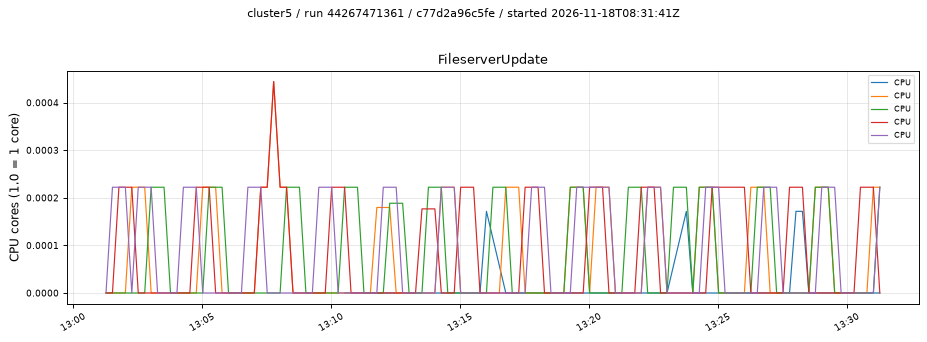 cluster5 / run 44267471361 / c77d2a96c5fe / started 2026-11-18T08:31:41Z
FileserverUpdate
CPU cores (1.0 = 1 core)
0.0004
0.0003
0.0002
0.0001
0.0000
13:00
13:05
13:10
13:15
13:20
13:25
13:30
CPU
CPU
CPU
CPU
CPU